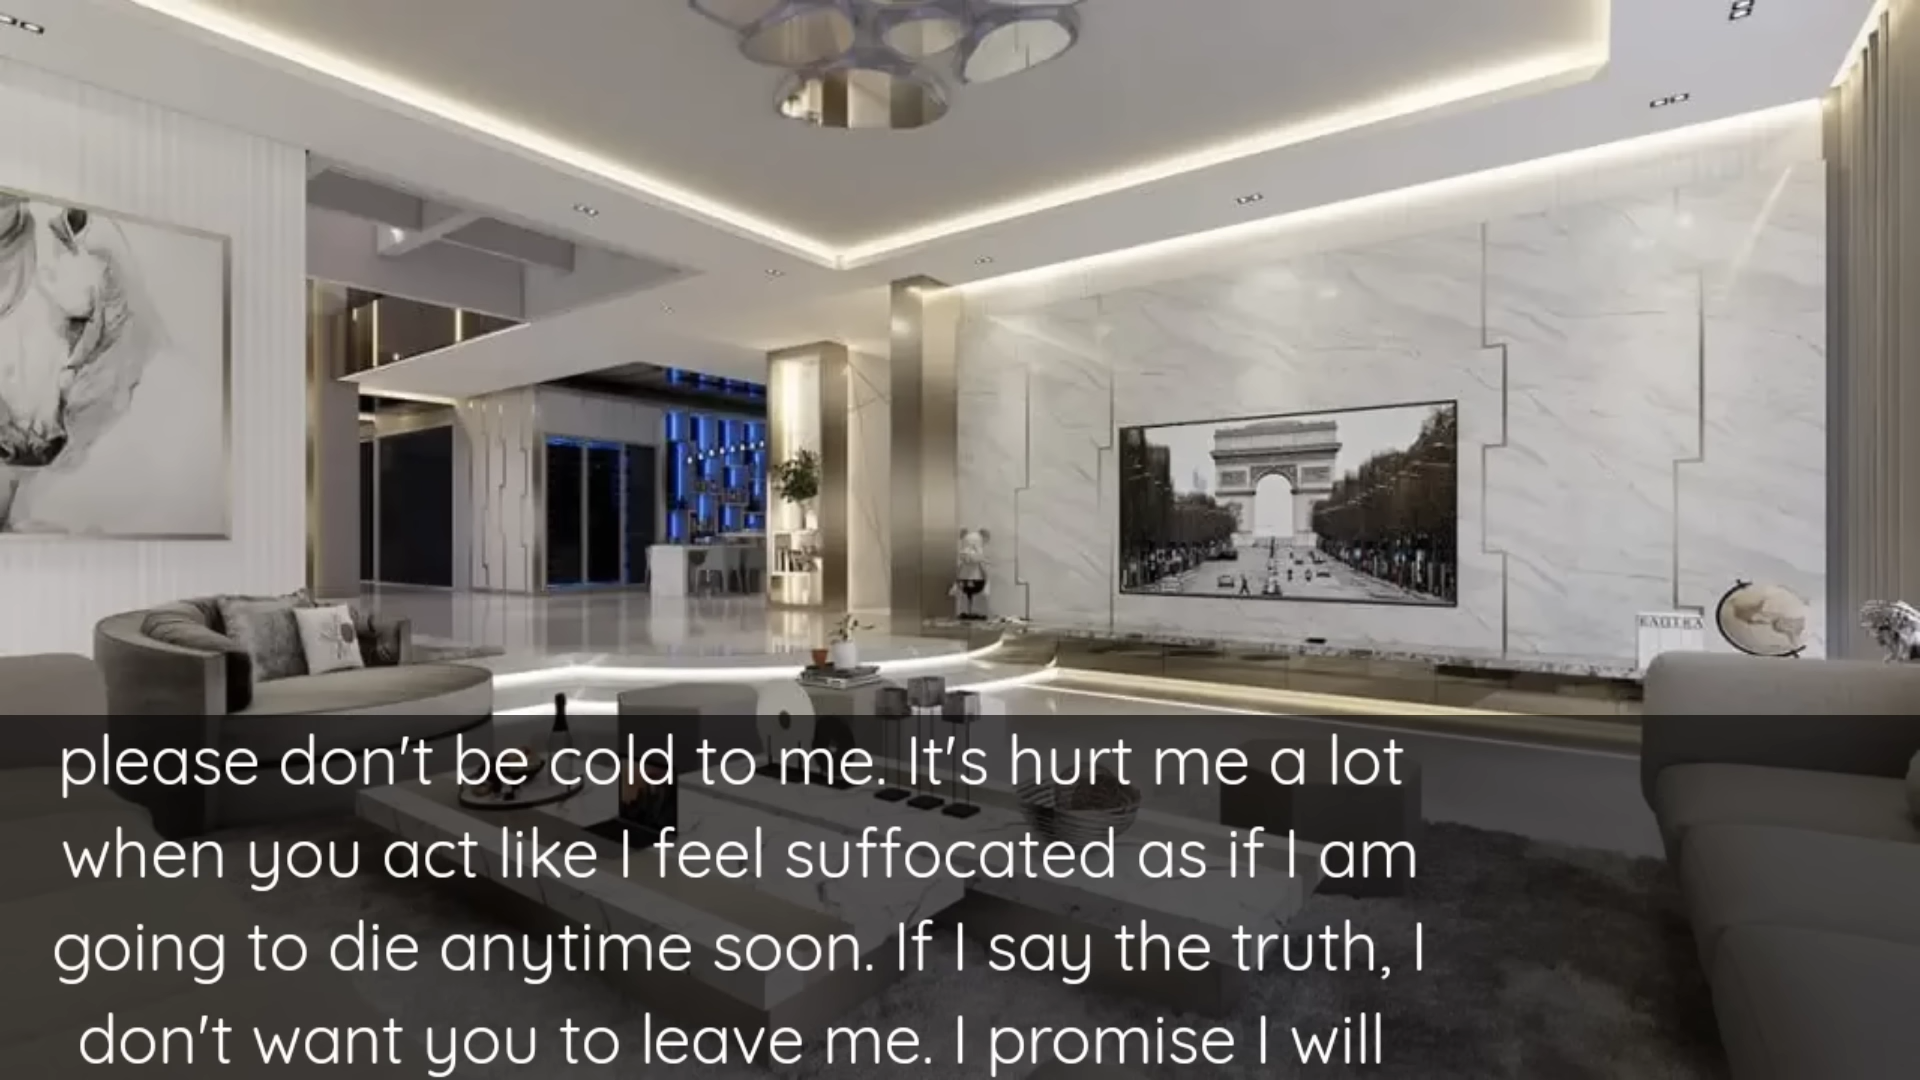 please don't be cold to me. It's hurt me a lot
when you act like I feel suffocated as if I am
going to die anytime soon. If I say the truth, I
don't want you to leave me. I promise I will